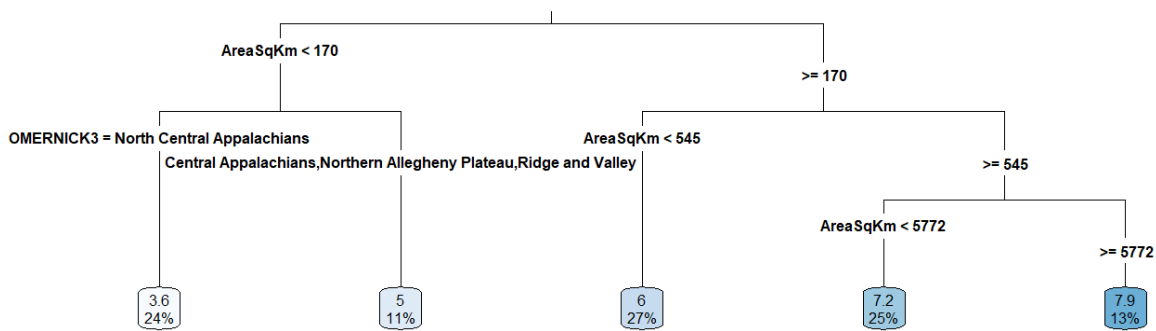 AreaSqKm < 170
>= 170
OMERNICK3 = North Central Appalachians
AreaSqKm < 545
Central Appalachians,Northern Allegheny Plateau,Ridge and Valley
>= 545
AreaSqKm < 5772
>= 5772
3.6
24%
5
11%
6
27%
7.2
25%
7.9
13%